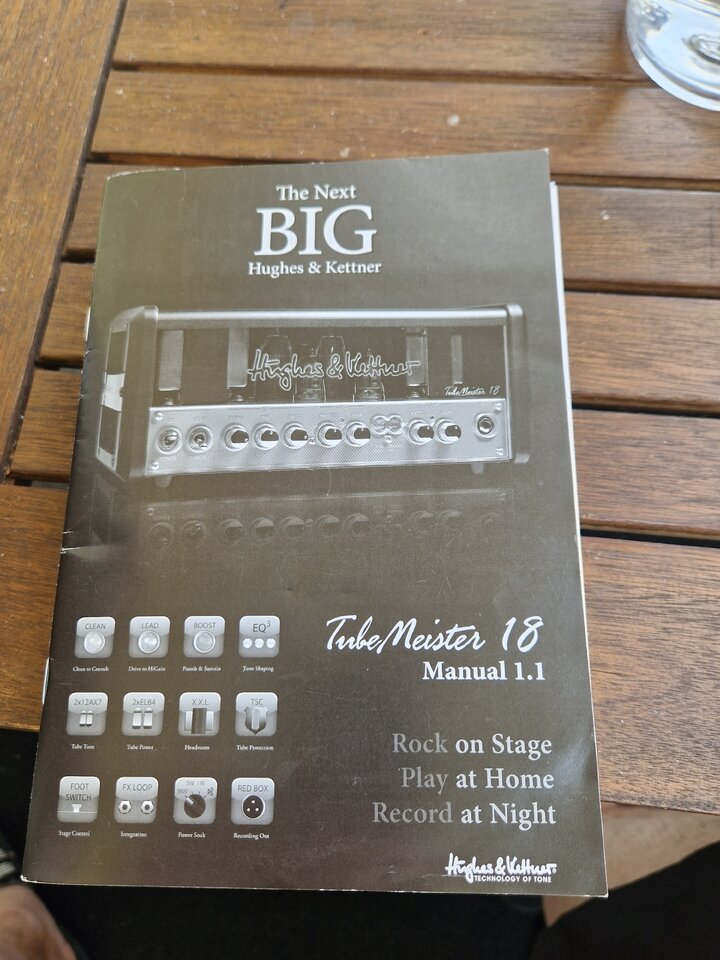 The Next
BIG
Hughes & Kettner
Hughes & Kettner
TubeMeister 18
CLEAN
Clean to Crunch
LEAD
Drive to HiGain
BOOST
Punch & Sustain
EQ³
Tone Shaping
TubeMeister 18
Manual 1.1
2x12AX7
Tube Tone
2xEL84
Tube Power
X.X.L.
Headroom
TSC
Tube Protection
Rock on Stage
Play at Home
Record at Night
FOOT
SWITCH
Stage Control
FX LOOP
Integration
18W 5W 1W
Power Soak
RED BOX
Recording Out
Hughes & Kettner®
TECHNOLOGY OF TONE